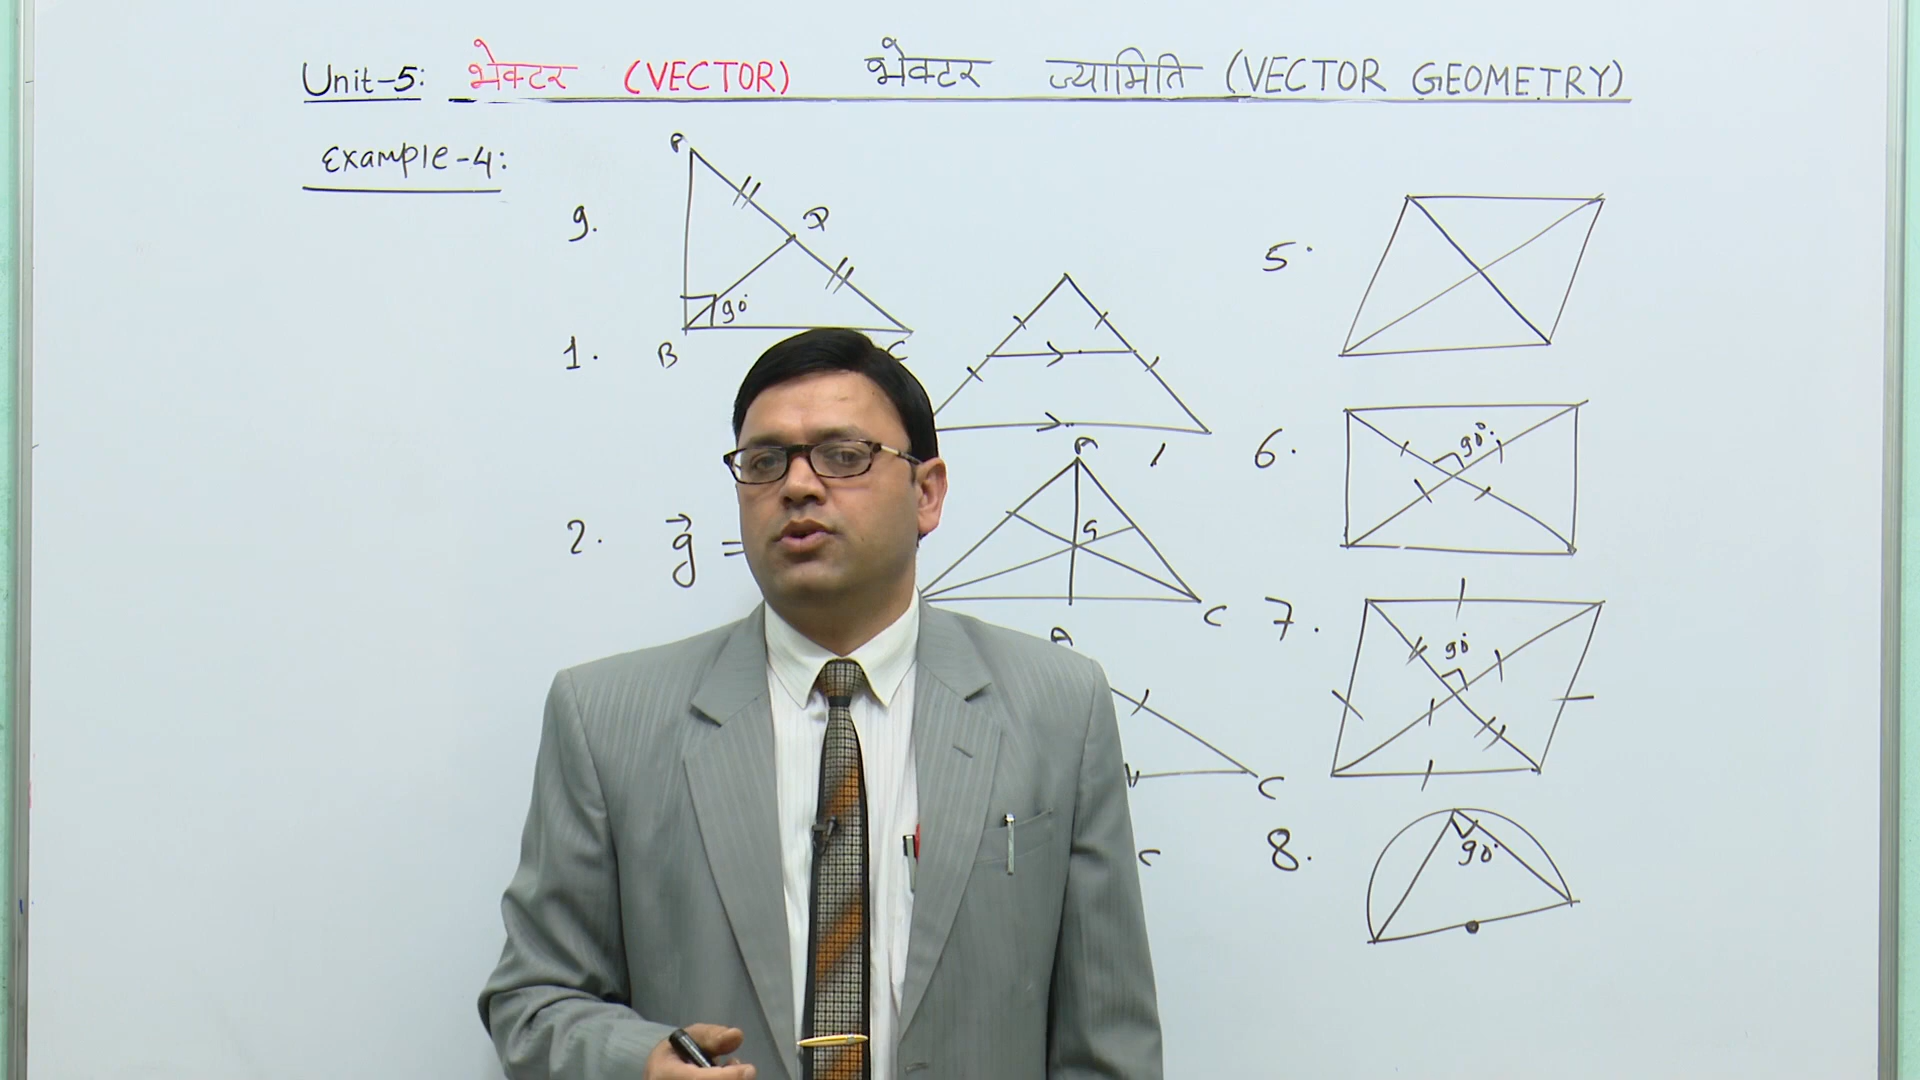 Unit-5: भेक्टर (VECTOR) भेक्टर ज्यामिति (VECTOR GEOMETRY)
Example-4:
9.
90°
B
C
1.
2.
g⃗ =
G
C
A
C
C
5.
6.
90°
7.
90°
8.
90°